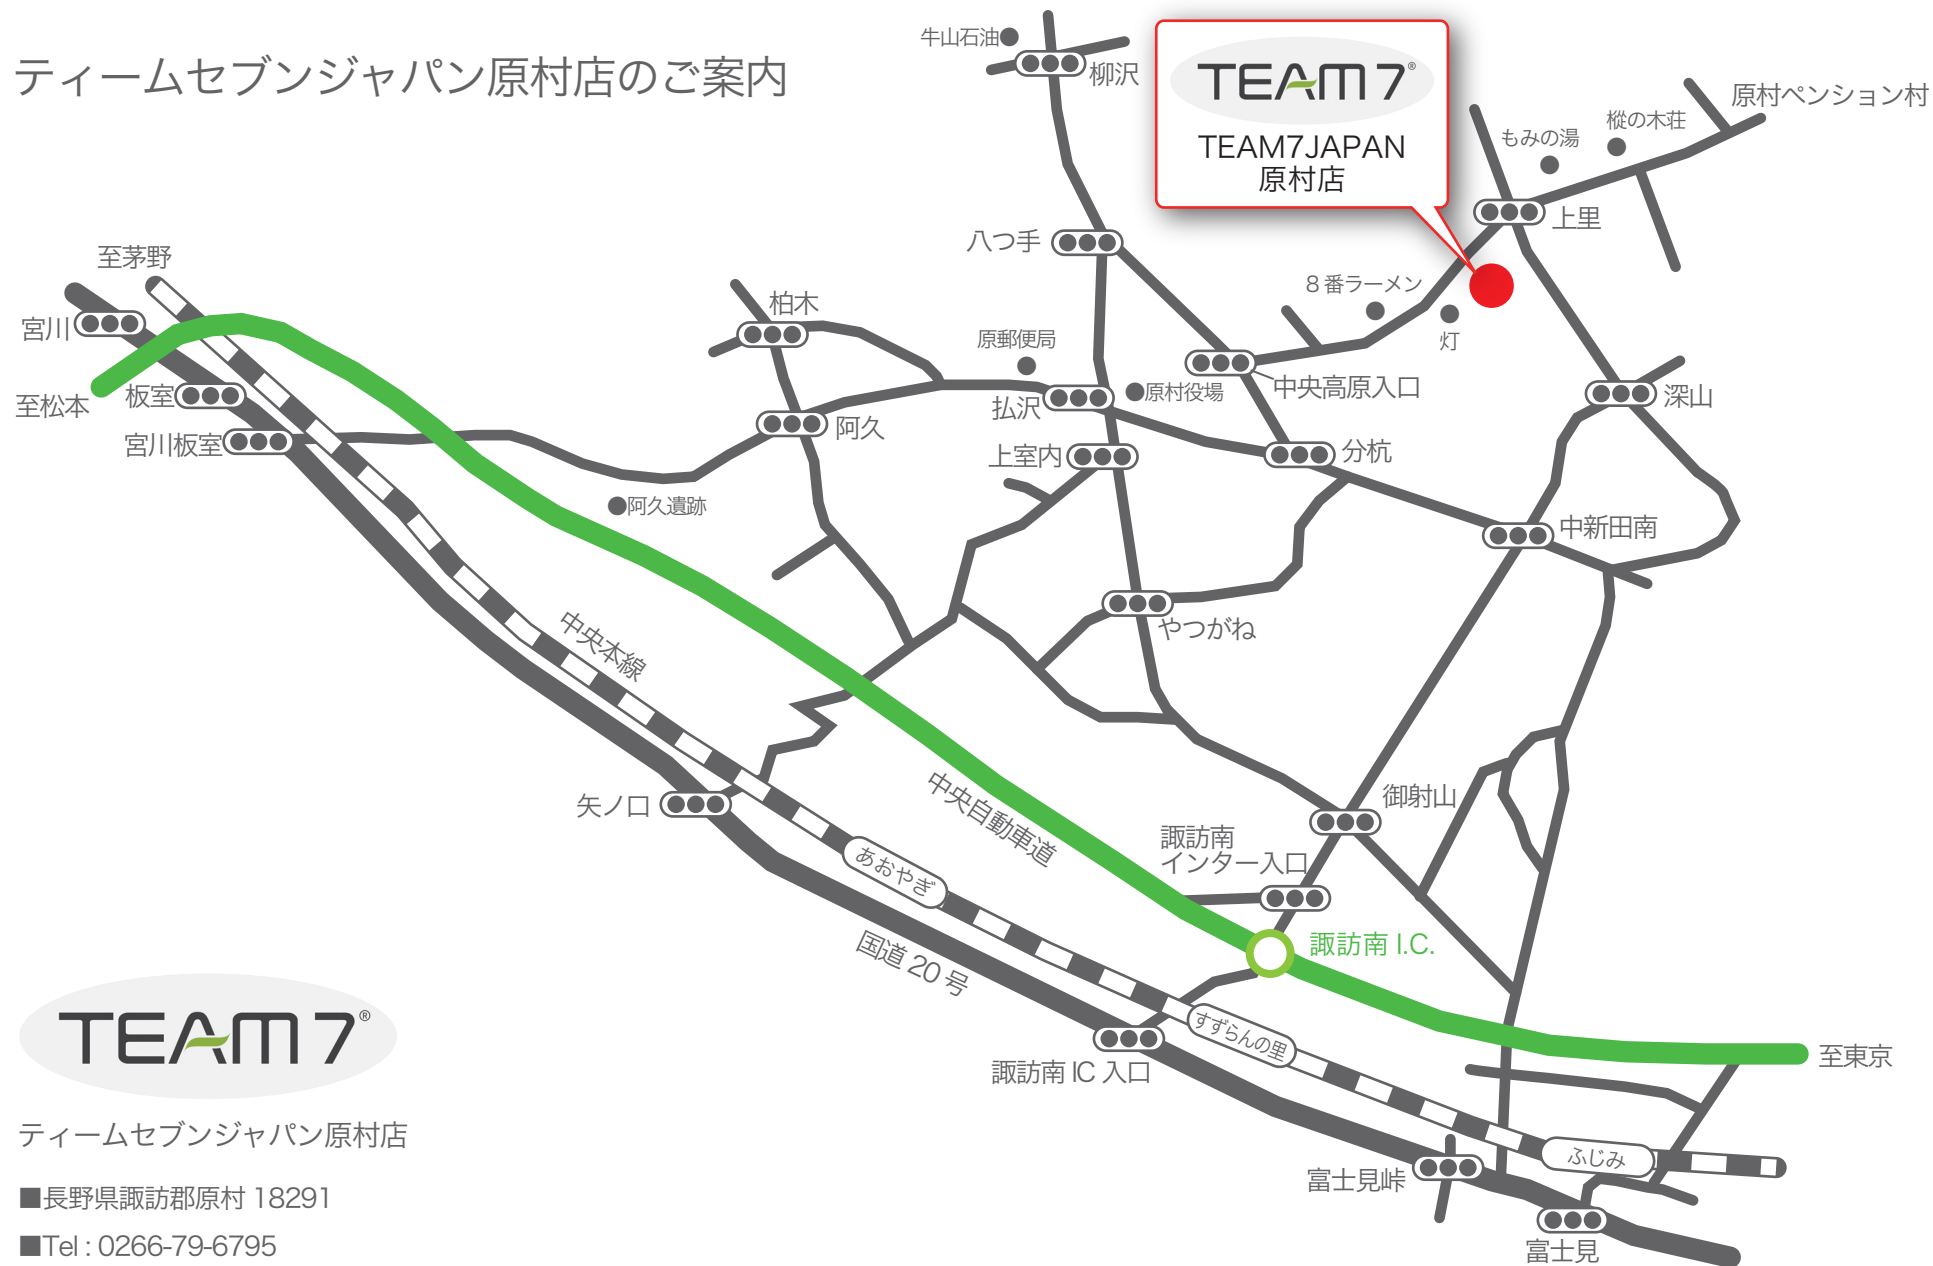 ティームセブンジャパン原村店のご案内
牛山石油
柳沢
TEAM 7®
TEAM7JAPAN
原村店
原村ペンション村
樅の木荘
もみの湯
上里
八つ手
至茅野
宮川
至松本
板室
宮川板室
柏木
阿久
阿久遺跡
原郵便局
払沢
原村役場
8番ラーメン
灯
中央高原入口
深山
上室内
分杭
中新田南
やつがね
中央本線
中央自動車道
矢ノ口
あおやぎ
国道20号
御射山
諏訪南
インター入口
諏訪南 I.C.
すずらんの里
諏訪南 IC 入口
至東京
ふじみ
富士見峠
富士見
TEAM 7®
ティームセブンジャパン原村店
■長野県諏訪郡原村 18291
■Tel : 0266-79-6795